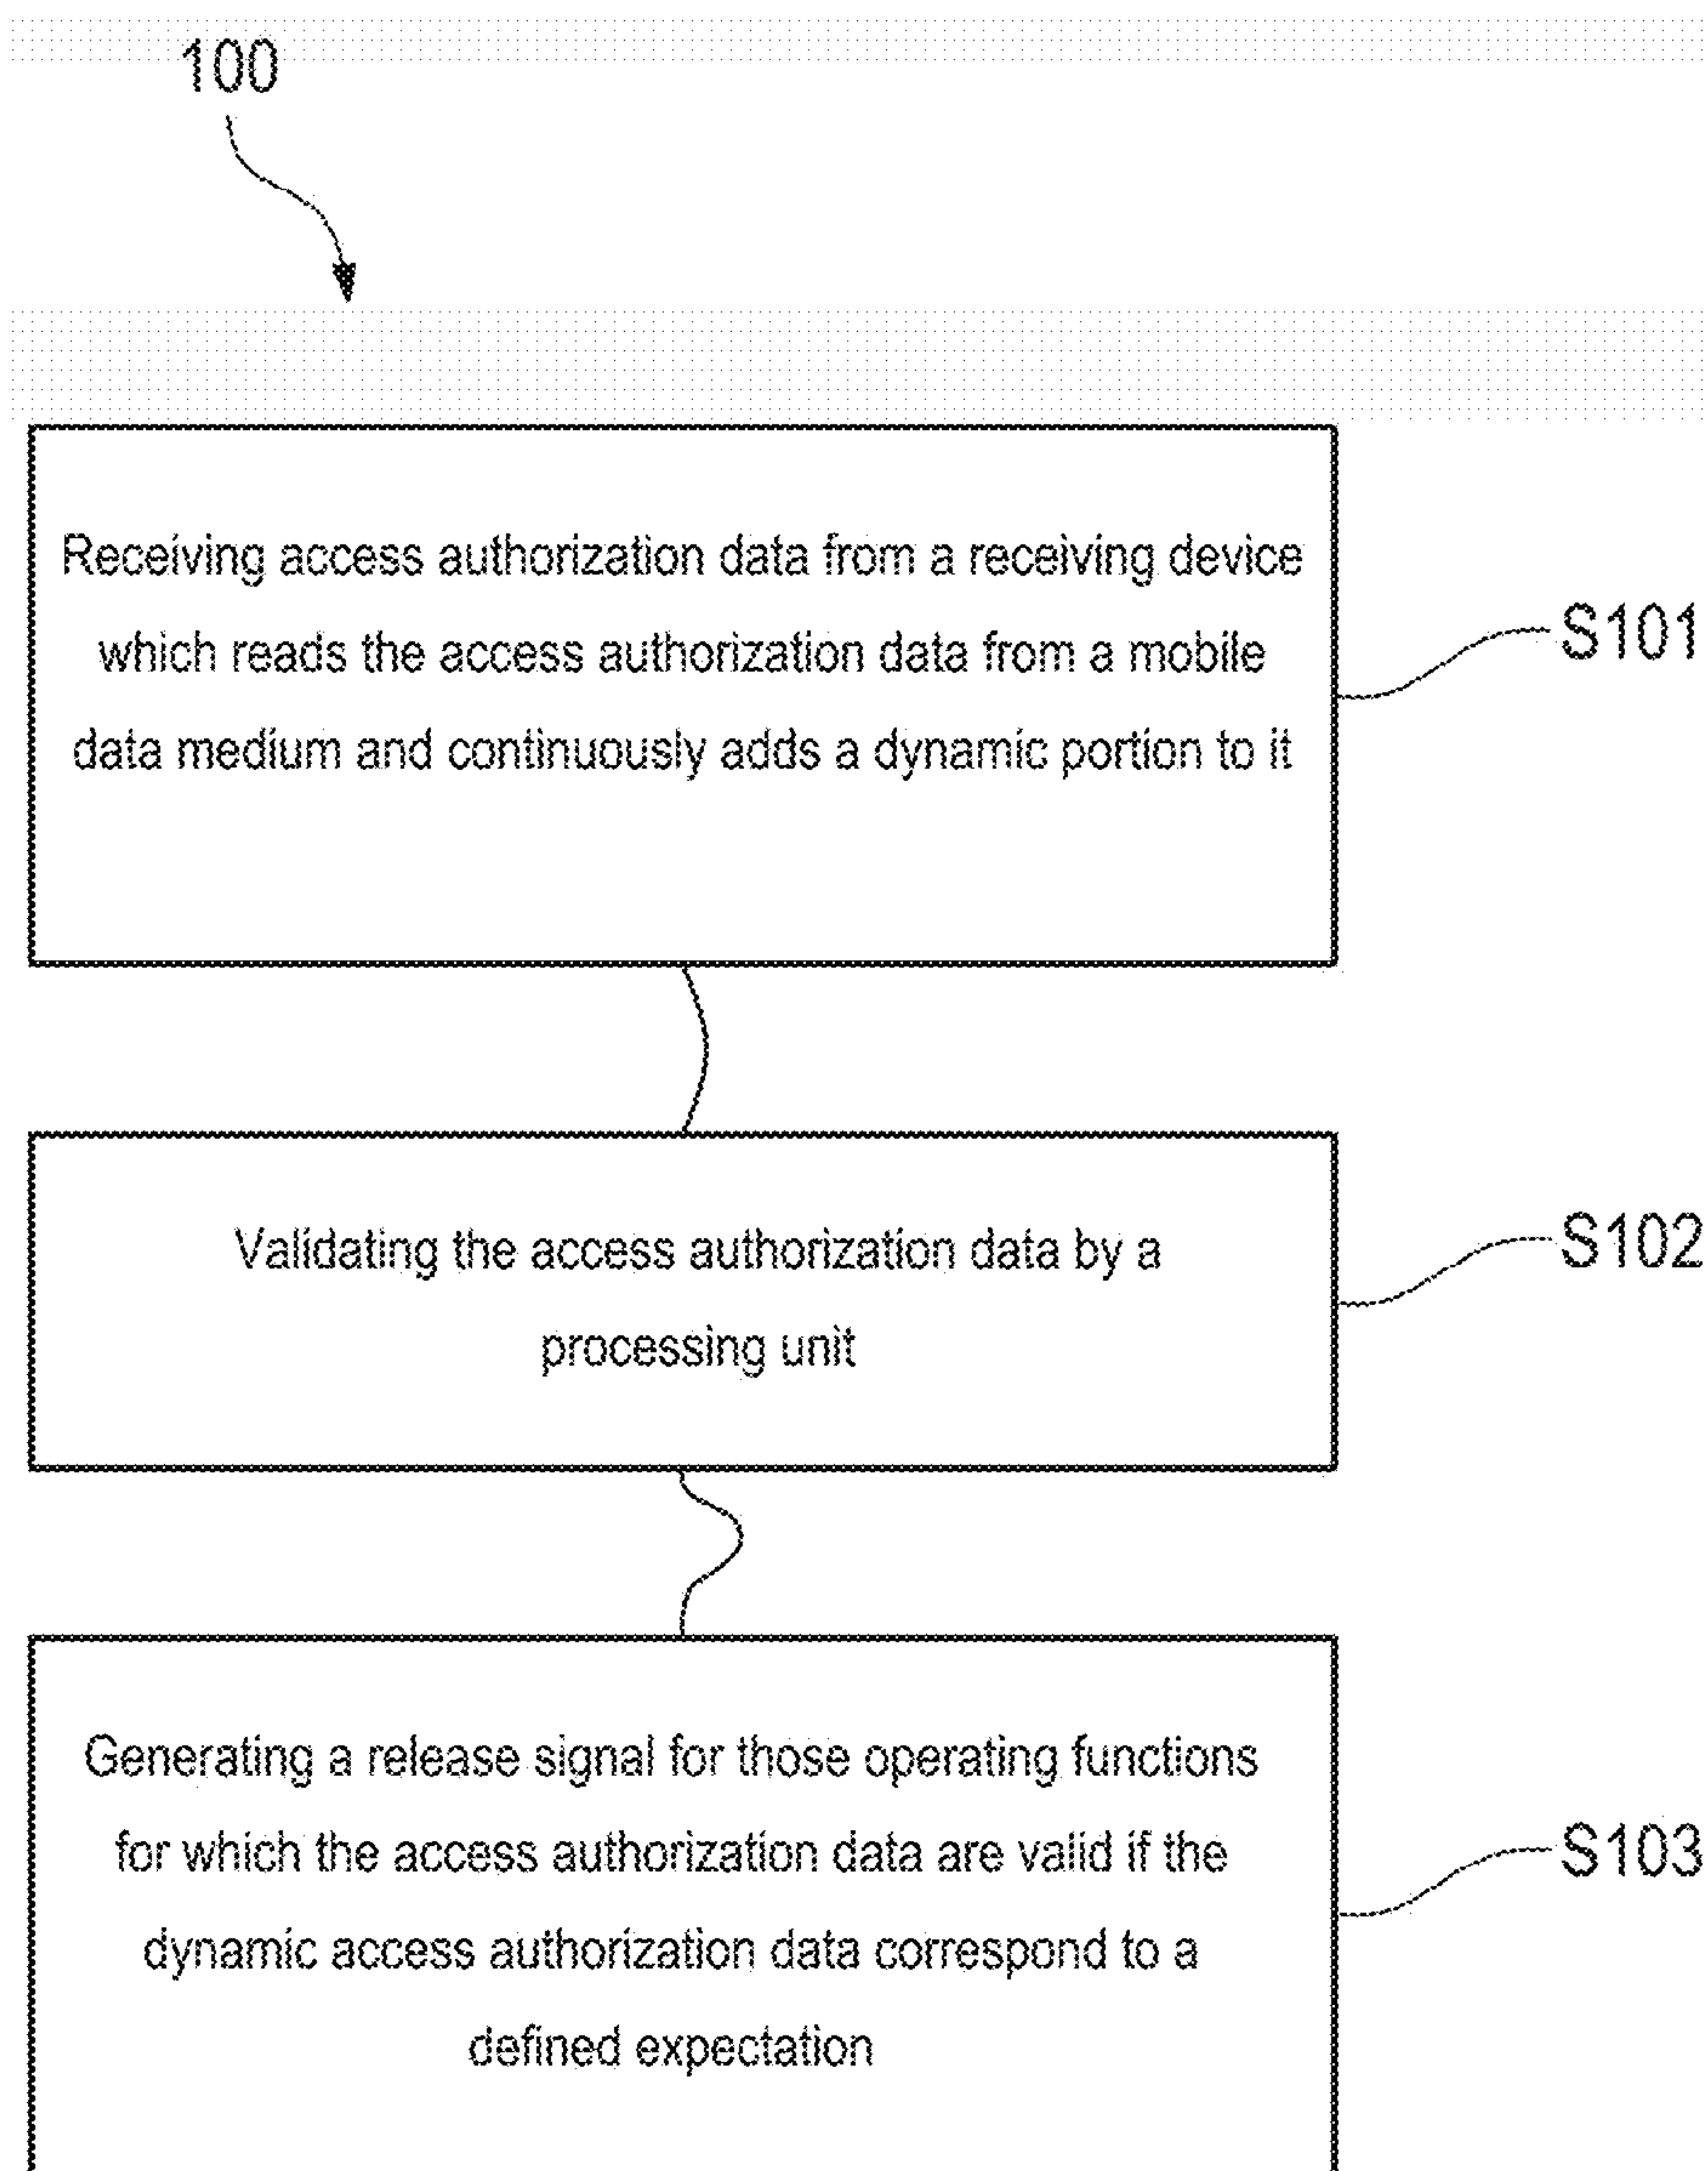 100
Receiving access authorization data from a receiving device
which reads the access authorization data from a mobile
data medium and continuously adds a dynamic portion to it
S101
Validating the access authorization data by a
processing unit
S102
Generating a release signal for those operating functions
for which the access authorization data are valid if the
dynamic access authorization data correspond to a
defined expectation
S103